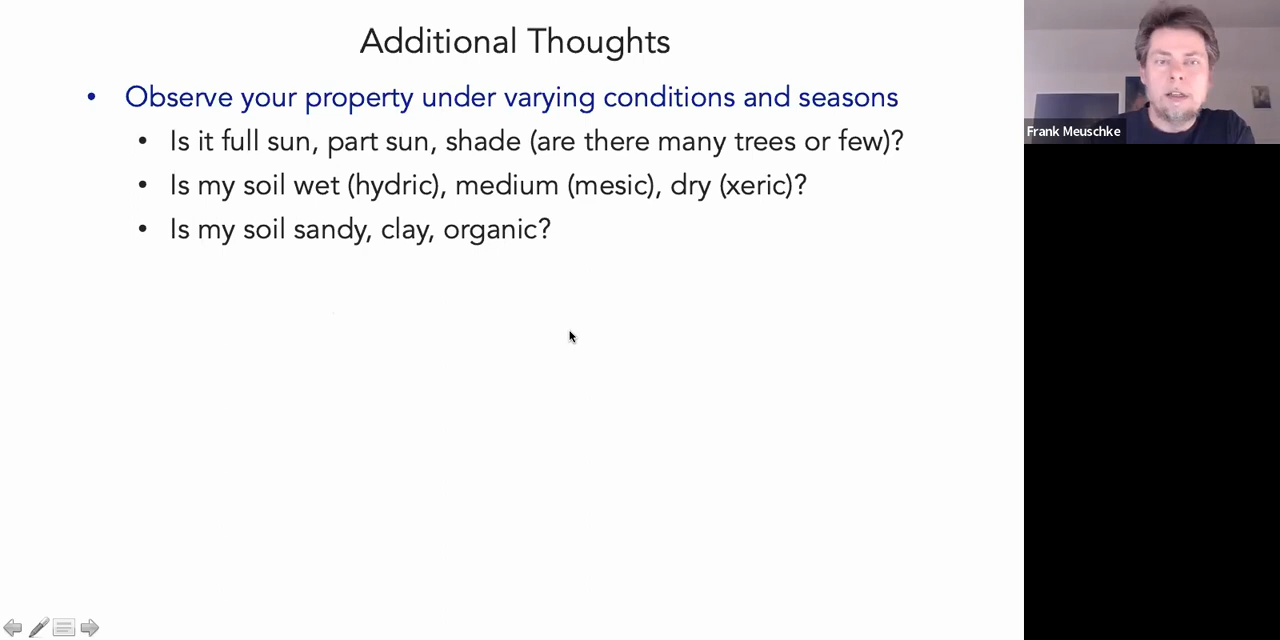 Additional Thoughts
• Observe your property under varying conditions and seasons
• Is it full sun, part sun, shade (are there many trees or few)?
• Is my soil wet (hydric), medium (mesic), dry (xeric)?
• Is my soil sandy, clay, organic?
Frank Meuschke